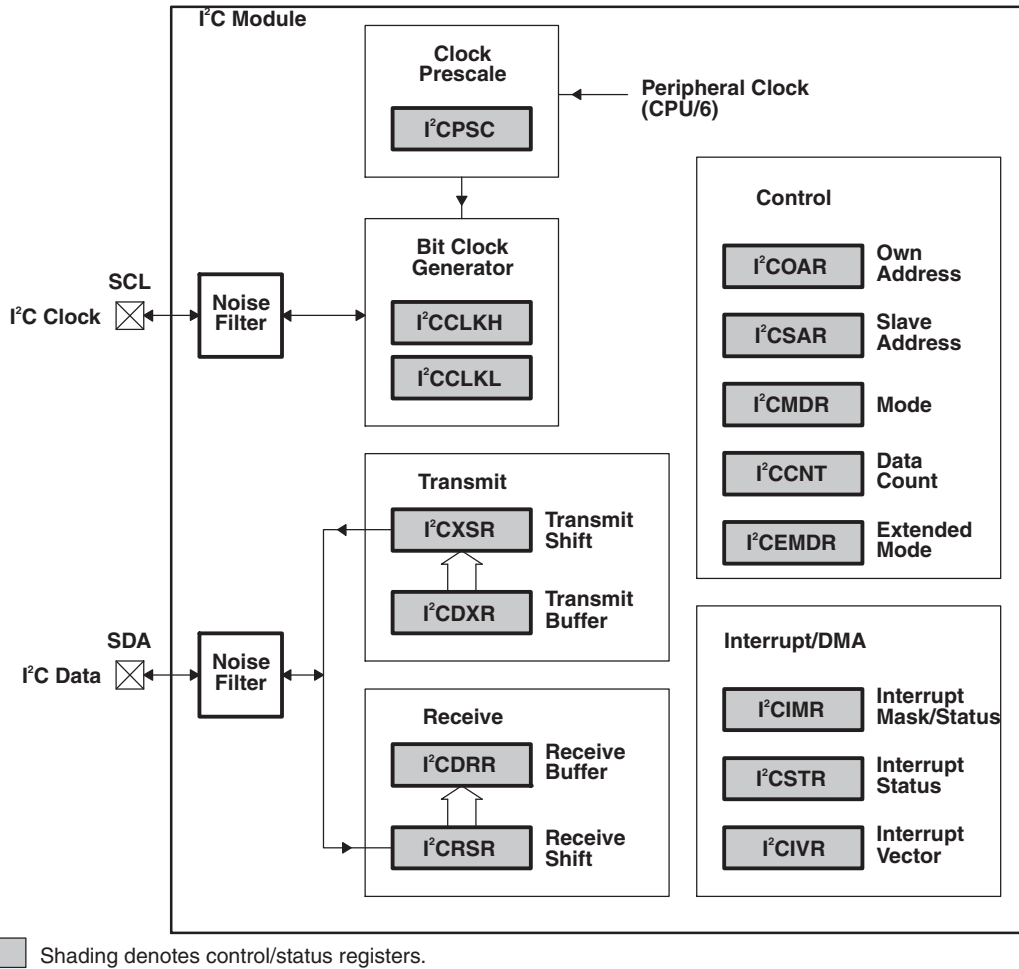 I²C Module
Clock
Prescale
I²CPSC
Peripheral Clock
(CPU/6)
Bit Clock
Generator
I²CCLKH
I²CCLKL
SCL
I²C Clock
Noise
Filter
Control
I²COAR
Own
Address
I²CSAR
Slave
Address
I²CMDR
Mode
I²CCNT
Data
Count
I²CEMDR
Extended
Mode
Transmit
I²CXSR
Transmit
Shift
I²CDXR
Transmit
Buffer
SDA
I²C Data
Noise
Filter
Receive
I²CDRR
Receive
Buffer
I²CRSR
Receive
Shift
Interrupt/DMA
I²CIMR
Interrupt
Mask/Status
I²CSTR
Interrupt
Status
I²CIVR
Interrupt
Vector
Shading denotes control/status registers.